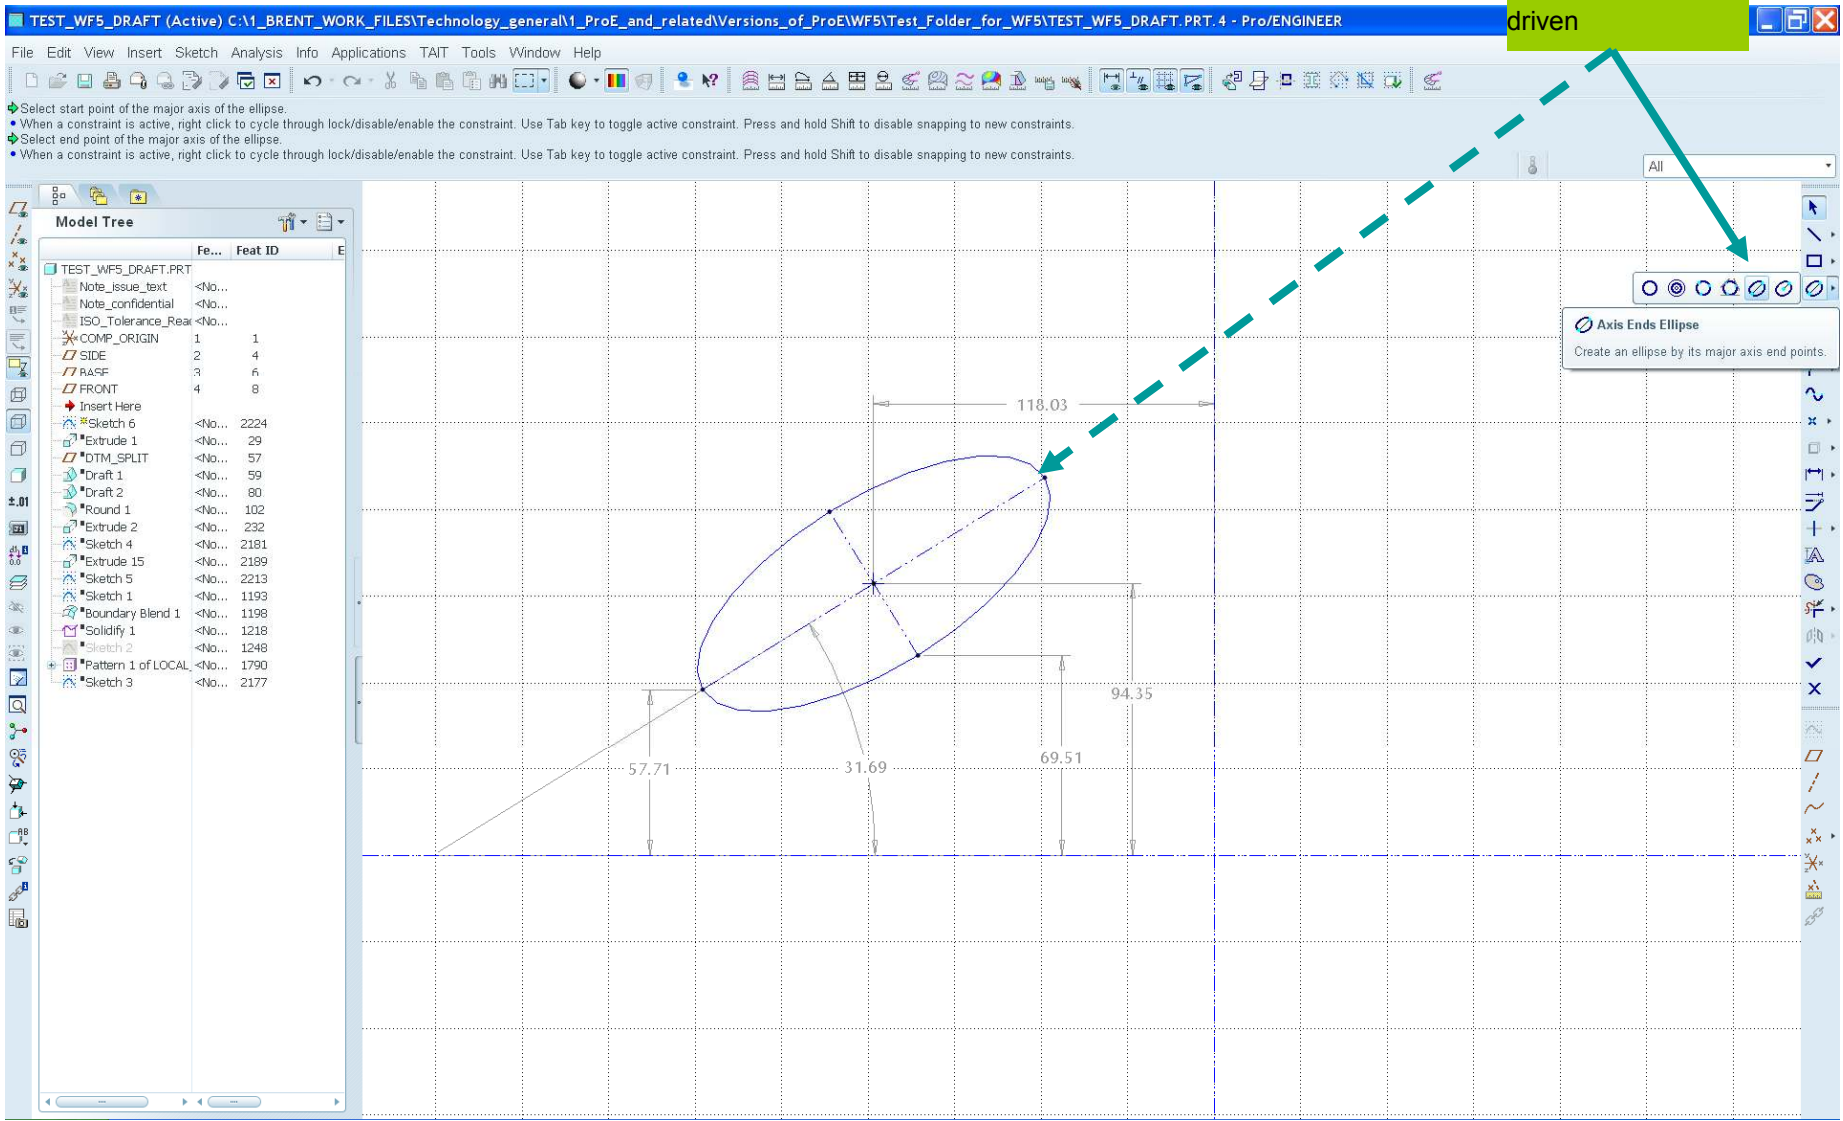 TEST_WF5_DRAFT (Active) C:\1_BRENT_WORK_FILES\Technology_general\1_ProE_and_related\Versions_of_ProE\WF5\Test_Folder_for_WF5\TEST_WF5_DRAFT.PRT.4 - Pro/ENGINEER
driven
File Edit View Insert Sketch Analysis Info Applications TAIT Tools Window Help
Select start point of the major axis of the ellipse.
• When a constraint is active, right click to cycle through lock/disable/enable the constraint. Use Tab key to toggle active constraint. Press and hold Shift to disable snapping to new constraints.
Select end point of the major axis of the ellipse.
• When a constraint is active, right click to cycle through lock/disable/enable the constraint. Use Tab key to toggle active constraint. Press and hold Shift to disable snapping to new constraints.
All
Model Tree
Fe... Feat ID E
TEST_WF5_DRAFT.PRT
Note_issue_text <No...
Note_confidential <No...
ISO_Tolerance_Rea <No...
COMP_ORIGIN 1 1
SIDE 2 4
BASE 3 6
FRONT 4 8
Insert Here
Sketch 6 <No... 2224
Extrude 1 <No... 29
DTM_SPLIT <No... 57
Draft 1 <No... 59
Draft 2 <No... 80
Round 1 <No... 102
Extrude 2 <No... 232
Sketch 4 <No... 2181
Extrude 15 <No... 2189
Sketch 5 <No... 2213
Sketch 1 <No... 1193
Boundary Blend 1 <No... 1198
Solidify 1 <No... 1218
Sketch 2 <No... 1248
Pattern 1 of LOCAL_ <No... 1790
Sketch 3 <No... 2177
Axis Ends Ellipse
Create an ellipse by its major axis end points.
118.03
94.35
69.51
57.71
31.69
±.01